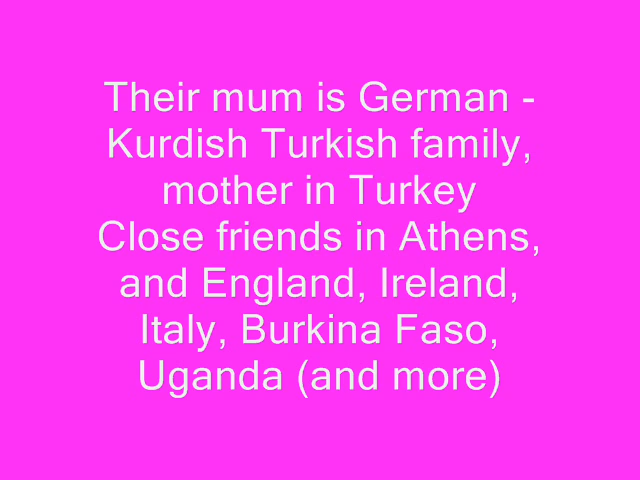 Their mum is German -
Kurdish Turkish family,
mother in Turkey
Close friends in Athens,
and England, Ireland,
Italy, Burkina Faso,
Uganda (and more)